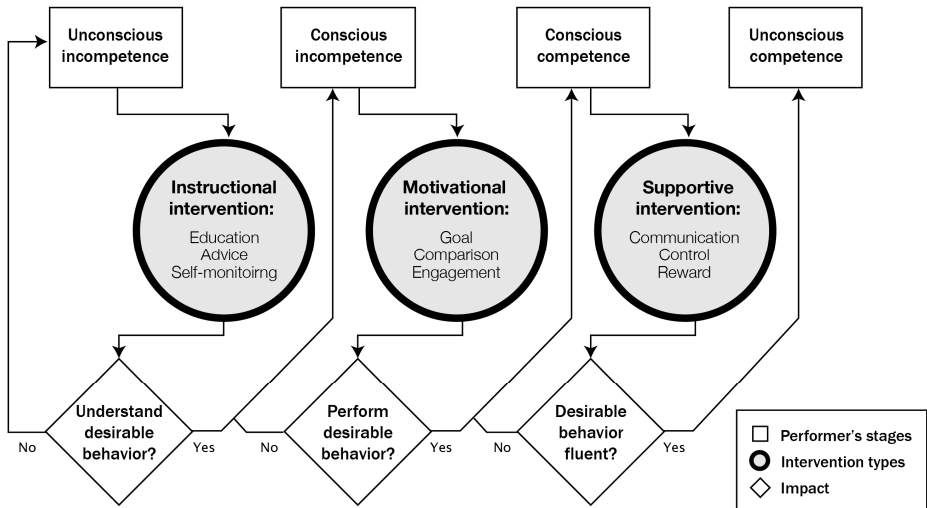 Unconscious
incompetence
Conscious
incompetence
Conscious
competence
Unconscious
competence
Instructional
intervention:
Education
Advice
Self-monitoirng
Motivational
intervention:
Goal
Comparison
Engagement
Supportive
intervention:
Communication
Control
Reward
Understand
desirable
behavior?
No
Yes
Perform
desirable
behavior?
No
Yes
Desirable
behavior
fluent?
No
Yes
Performer's stages
Intervention types
Impact